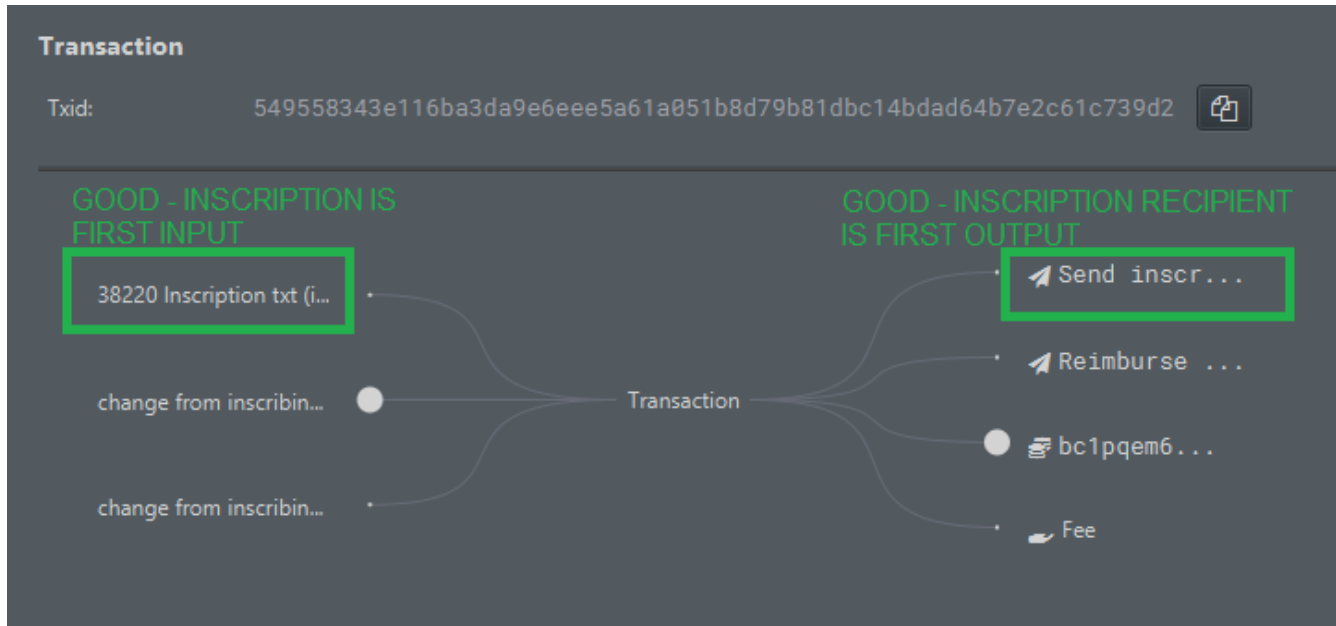 Transaction
Txid: 549558343e116ba3da9e6eee5a61a051b8d79b81dbc14bdad64b7e2c61c739d2
GOOD - INSCRIPTION IS
FIRST INPUT
GOOD - INSCRIPTION RECIPIENT
IS FIRST OUTPUT
38220 Inscription txt (i...
Send inscr...
Reimburse ...
change from inscribin...
Transaction
bc1pqem6...
change from inscribin...
Fee